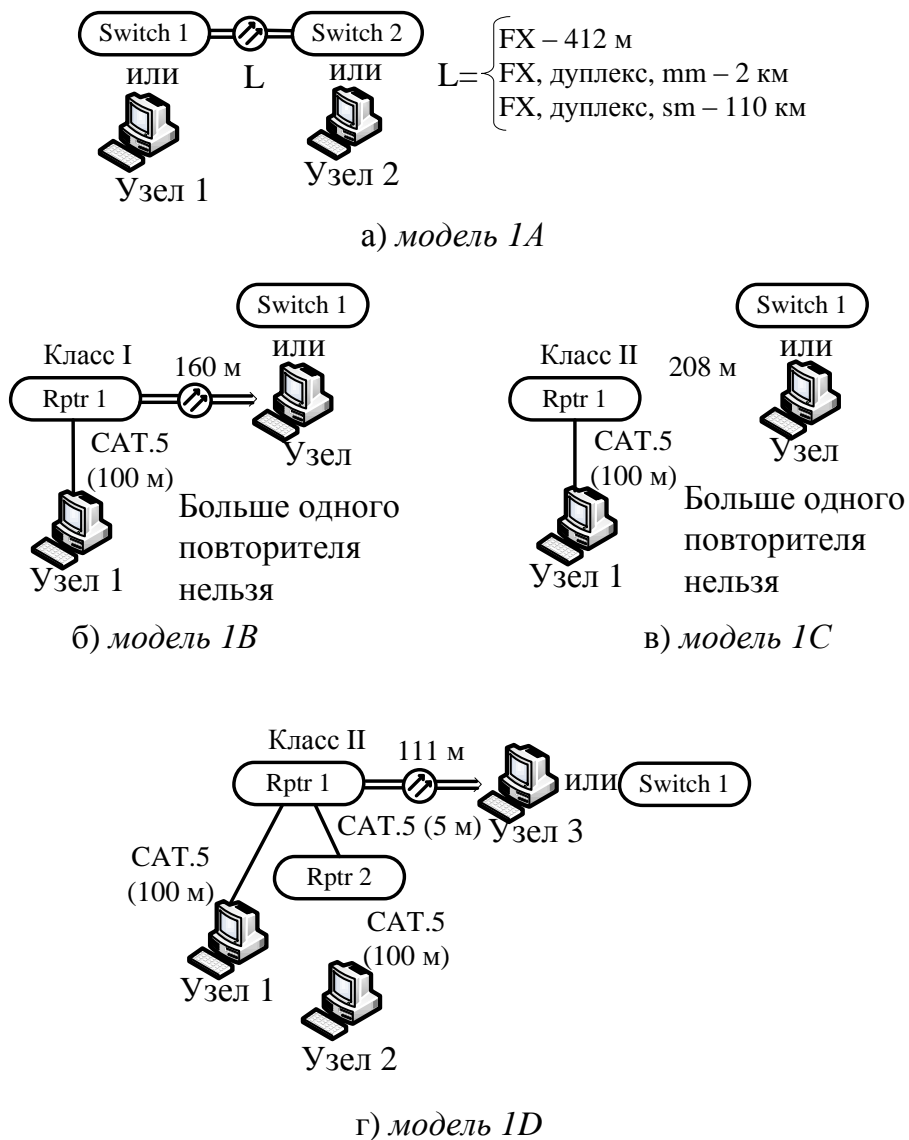 Switch 1
Switch 2
или
L
или
Узел 1
Узел 2
L=
FX – 412 м
FX, дуплекс, mm – 2 км
FX, дуплекс, sm – 110 км
а) модель 1A
Switch 1
или
Класс I
160 м
Rptr 1
Узел
CAT.5
(100 м)
Узел 1
Больше одного
повторителя
нельзя
б) модель 1B
Switch 1
или
Класс II
208 м
Rptr 1
Узел
CAT.5
(100 м)
Узел 1
Больше одного
повторителя
нельзя
в) модель 1C
Класс II
111 м
Rptr 1
или
Switch 1
CAT.5 (5 м)
Узел 3
CAT.5
(100 м)
Rptr 2
Узел 1
CAT.5
(100 м)
Узел 2
г) модель 1D